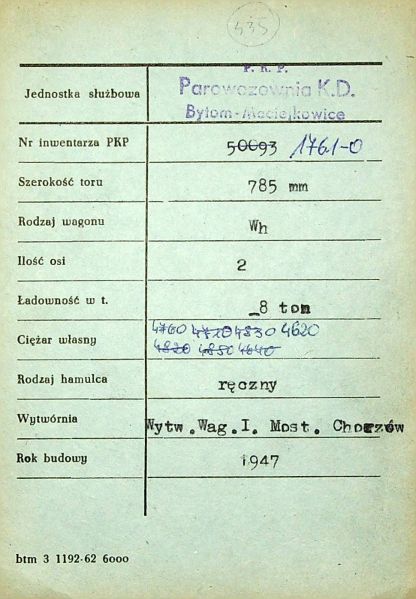 535
P. K. P.
Jednostka służbowa Parowozownia K.D.
Bytom-Maciejkowice
Nr inwentarza PKP 50093 1761-0
Szerokość toru 785 mm
Rodzaj wagonu Wh
Ilość osi 2
Ładowność w t. _8 ton
4760 4720 4830 4620
Ciężar własny
4820 4850 4640
Rodzaj hamulca ręczny
Wytwórnia Wytw.Wag.I. Most. Chorzów
Rok budowy 1947
btm 3 1192-62 6000